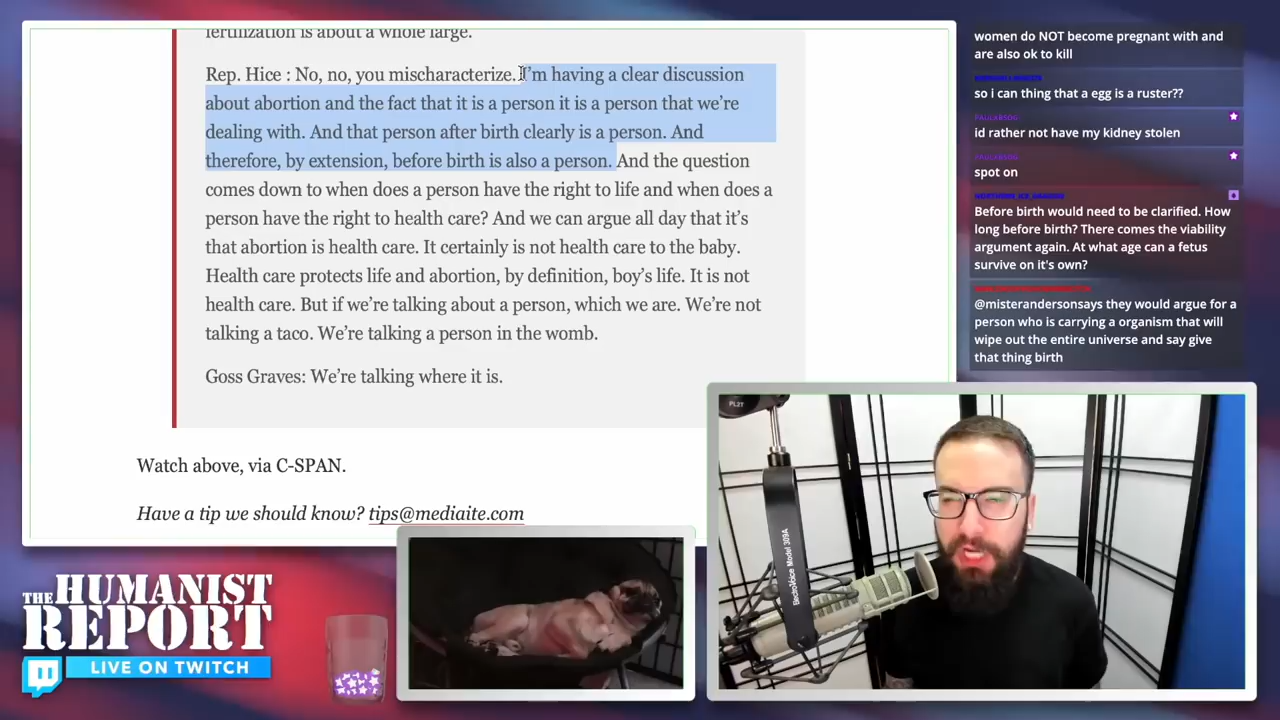 fertilization is about a whole large.
Rep. Hice : No, no, you mischaracterize. I'm having a clear discussion
about abortion and the fact that it is a person it is a person that we're
dealing with. And that person after birth clearly is a person. And
therefore, by extension, before birth is also a person. And the question
comes down to when does a person have the right to life and when does a
person have the right to health care? And we can argue all day that it's
that abortion is health care. It certainly is not health care to the baby.
Health care protects life and abortion, by definition, boy's life. It is not
health care. But if we're talking about a person, which we are. We're not
talking a taco. We're talking a person in the womb.
Goss Graves: We're talking where it is.
Watch above, via C-SPAN.
Have a tip we should know? tips@mediaite.com
women do NOT become pregnant with and
are also ok to kill
so i can thing that a egg is a ruster??
PAULARSOG
id rather not have my kidney stolen
PAULARSOG
spot on
Before birth would need to be clarified. How
long before birth? There comes the viability
argument again. At what age can a fetus
survive on it's own?
@misterandersonsays they would argue for a
person who is carrying a organism that will
wipe out the entire universe and say give
that thing birth
PL2T
ElectroVoice Model 309A
THE HUMANIST
REPORT
LIVE ON TWITCH